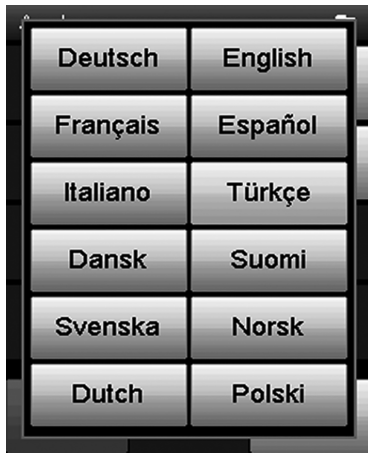 Deutsch English
Français Español
Italiano Türkçe
Dansk Suomi
Svenska Norsk
Dutch Polski